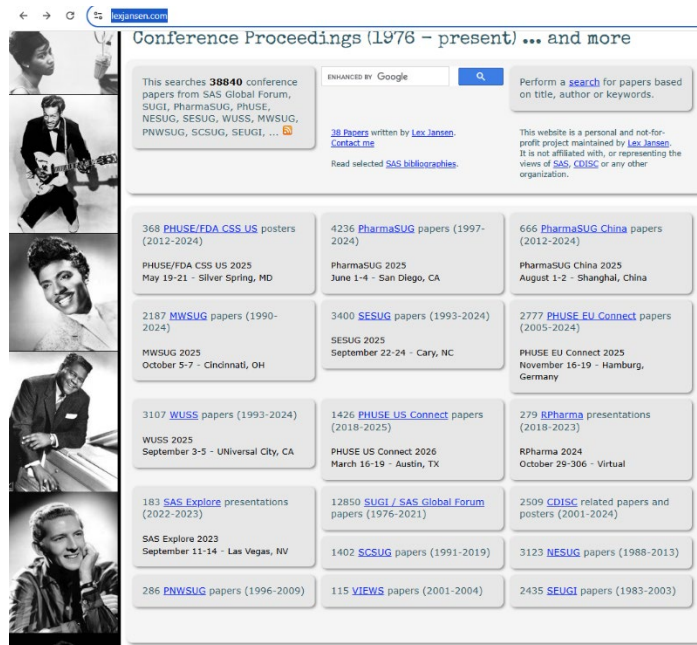 lexjansen.com
Conference Proceedings (1976 - present) ... and more
This searches 38840 conference
papers from SAS Global Forum,
SUGI, PharmaSUG, PhUSE,
NESUG, SESUG, WUSS, MWSUG,
PNWSUG, SCSUG, SEUGI, ...
ENHANCED BY Google
38 Papers written by Lex Jansen.
Contact me
Read selected SAS bibliographies.
Perform a search for papers based
on title, author or keywords.
This website is a personal and not-for-
profit project maintained by Lex Jansen.
It is not affiliated with, or representing the
views of SAS, CDISC or any other
organization.
368 PHUSE/FDA CSS US posters
(2012-2024)
PHUSE/FDA CSS US 2025
May 19-21 - Silver Spring, MD
4236 PharmaSUG papers (1997-
2024)
PharmaSUG 2025
June 1-4 - San Diego, CA
666 PharmaSUG China papers
(2012-2024)
PharmaSUG China 2025
August 1-2 - Shanghai, China
2187 MWSUG papers (1990-
2024)
MWSUG 2025
October 5-7 - Cincinnati, OH
3400 SESUG papers (1993-2024)
SESUG 2025
September 22-24 - Cary, NC
2777 PHUSE EU Connect papers
(2005-2024)
PHUSE EU Connect 2025
November 16-19 - Hamburg,
Germany
3107 WUSS papers (1993-2024)
WUSS 2025
September 3-5 - UNiversal City, CA
1426 PHUSE US Connect papers
(2018-2025)
PHUSE US Connect 2026
March 16-19 - Austin, TX
279 RPharma presentations
(2018-2023)
RPharma 2024
October 29-306 - Virtual
183 SAS Explore presentations
(2022-2023)
SAS Explore 2023
September 11-14 - Las Vegas, NV
12850 SUGI / SAS Global Forum
papers (1976-2021)
2509 CDISC related papers and
posters (2001-2024)
1402 SCSUG papers (1991-2019)
3123 NESUG papers (1988-2013)
286 PNWSUG papers (1996-2009)
115 VIEWS papers (2001-2004)
2435 SEUGI papers (1983-2003)